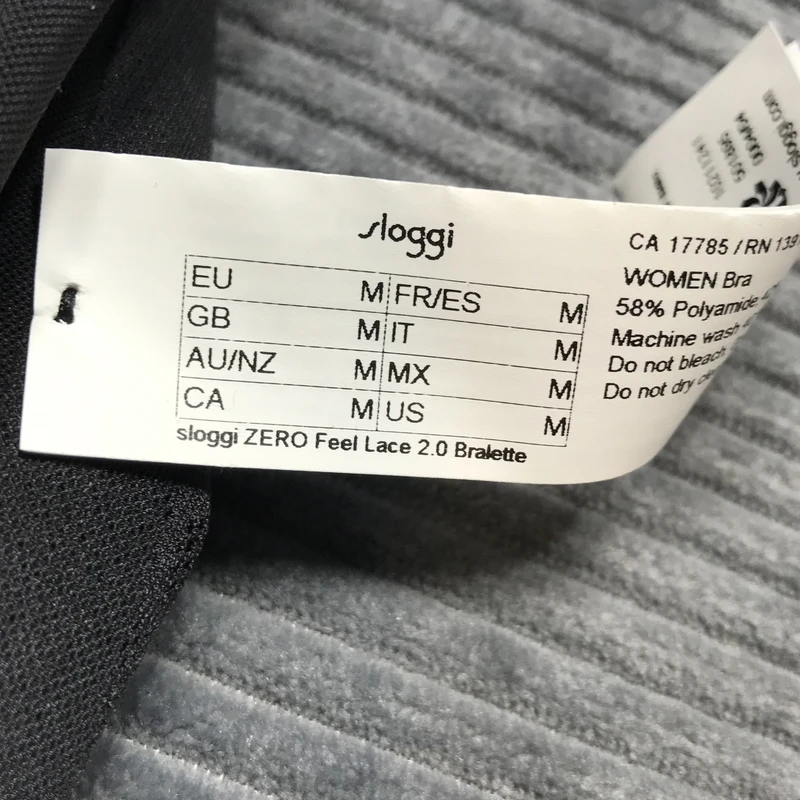 sloggi
EU M FR/ES M
GB M IT M
AU/NZ M MX M
CA M US M
sloggi ZERO Feel Lace 2.0 Bralette
CA 17785 / RN 139
WOMEN Bra
58% Polyamide
Machine wash
Do not bleach
Do not dry